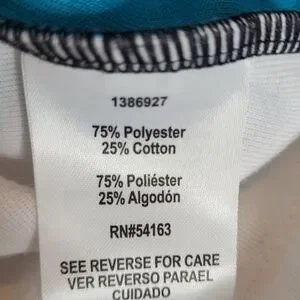 1386927
75% Polyester
25% Cotton
75% Poliéster
25% Algodón
RN#54163
SEE REVERSE FOR CARE
VER REVERSO PARAEL
CUIDADO